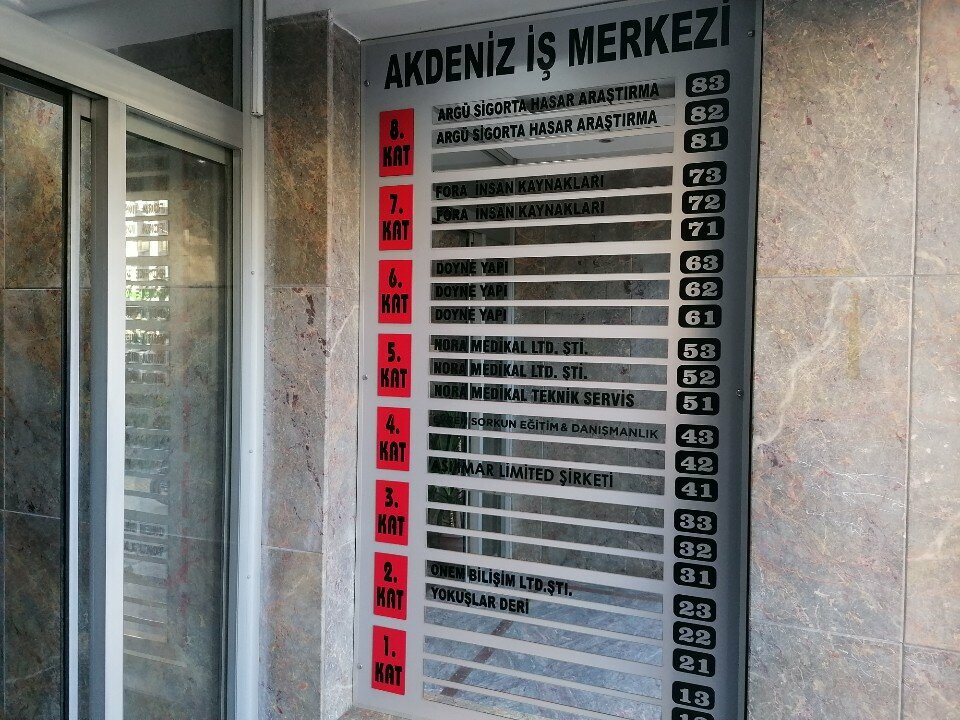 AKDENİZ İŞ MERKEZİ
8. KAT
ARGÜ SİGORTA HASAR ARAŞTIRMA 83
ARGÜ SİGORTA HASAR ARAŞTIRMA 82
81
7. KAT
FORA İNSAN KAYNAKLARI 73
FORA İNSAN KAYNAKLARI 72
71
6. KAT
DOYNE YAPI 63
DOYNE YAPI 62
DOYNE YAPI 61
5. KAT
NORA MEDİKAL LTD. ŞTİ. 53
NORA MEDİKAL LTD. ŞTİ. 52
NORA MEDİKAL TEKNİK SERVİS 51
4. KAT
SORKUN EĞİTİM & DANIŞMANLIK 43
42
LİMİTED ŞİRKETİ 41
3. KAT
33
32
31
2. KAT
ÖNEM BİLİŞİM LTD.ŞTİ. 23
YOKUŞLAR DERİ 22
21
1. KAT
13